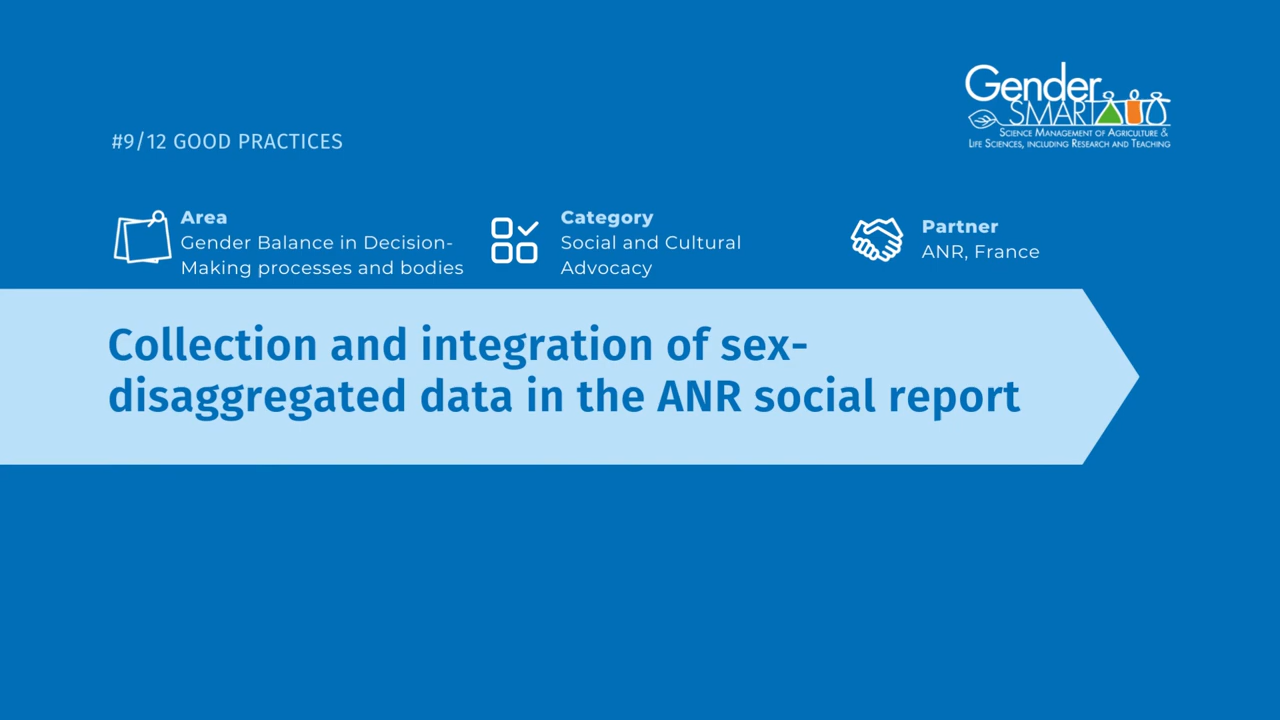 Gender
SMART
SCIENCE MANAGEMENT OF AGRICULTURE &
LIFE SCIENCES, INCLUDING RESEARCH AND TEACHING
#9/12 GOOD PRACTICES
Area
Gender Balance in Decision-
Making processes and bodies
Category
Social and Cultural
Advocacy
Partner
ANR, France
Collection and integration of sex-
disaggregated data in the ANR social report